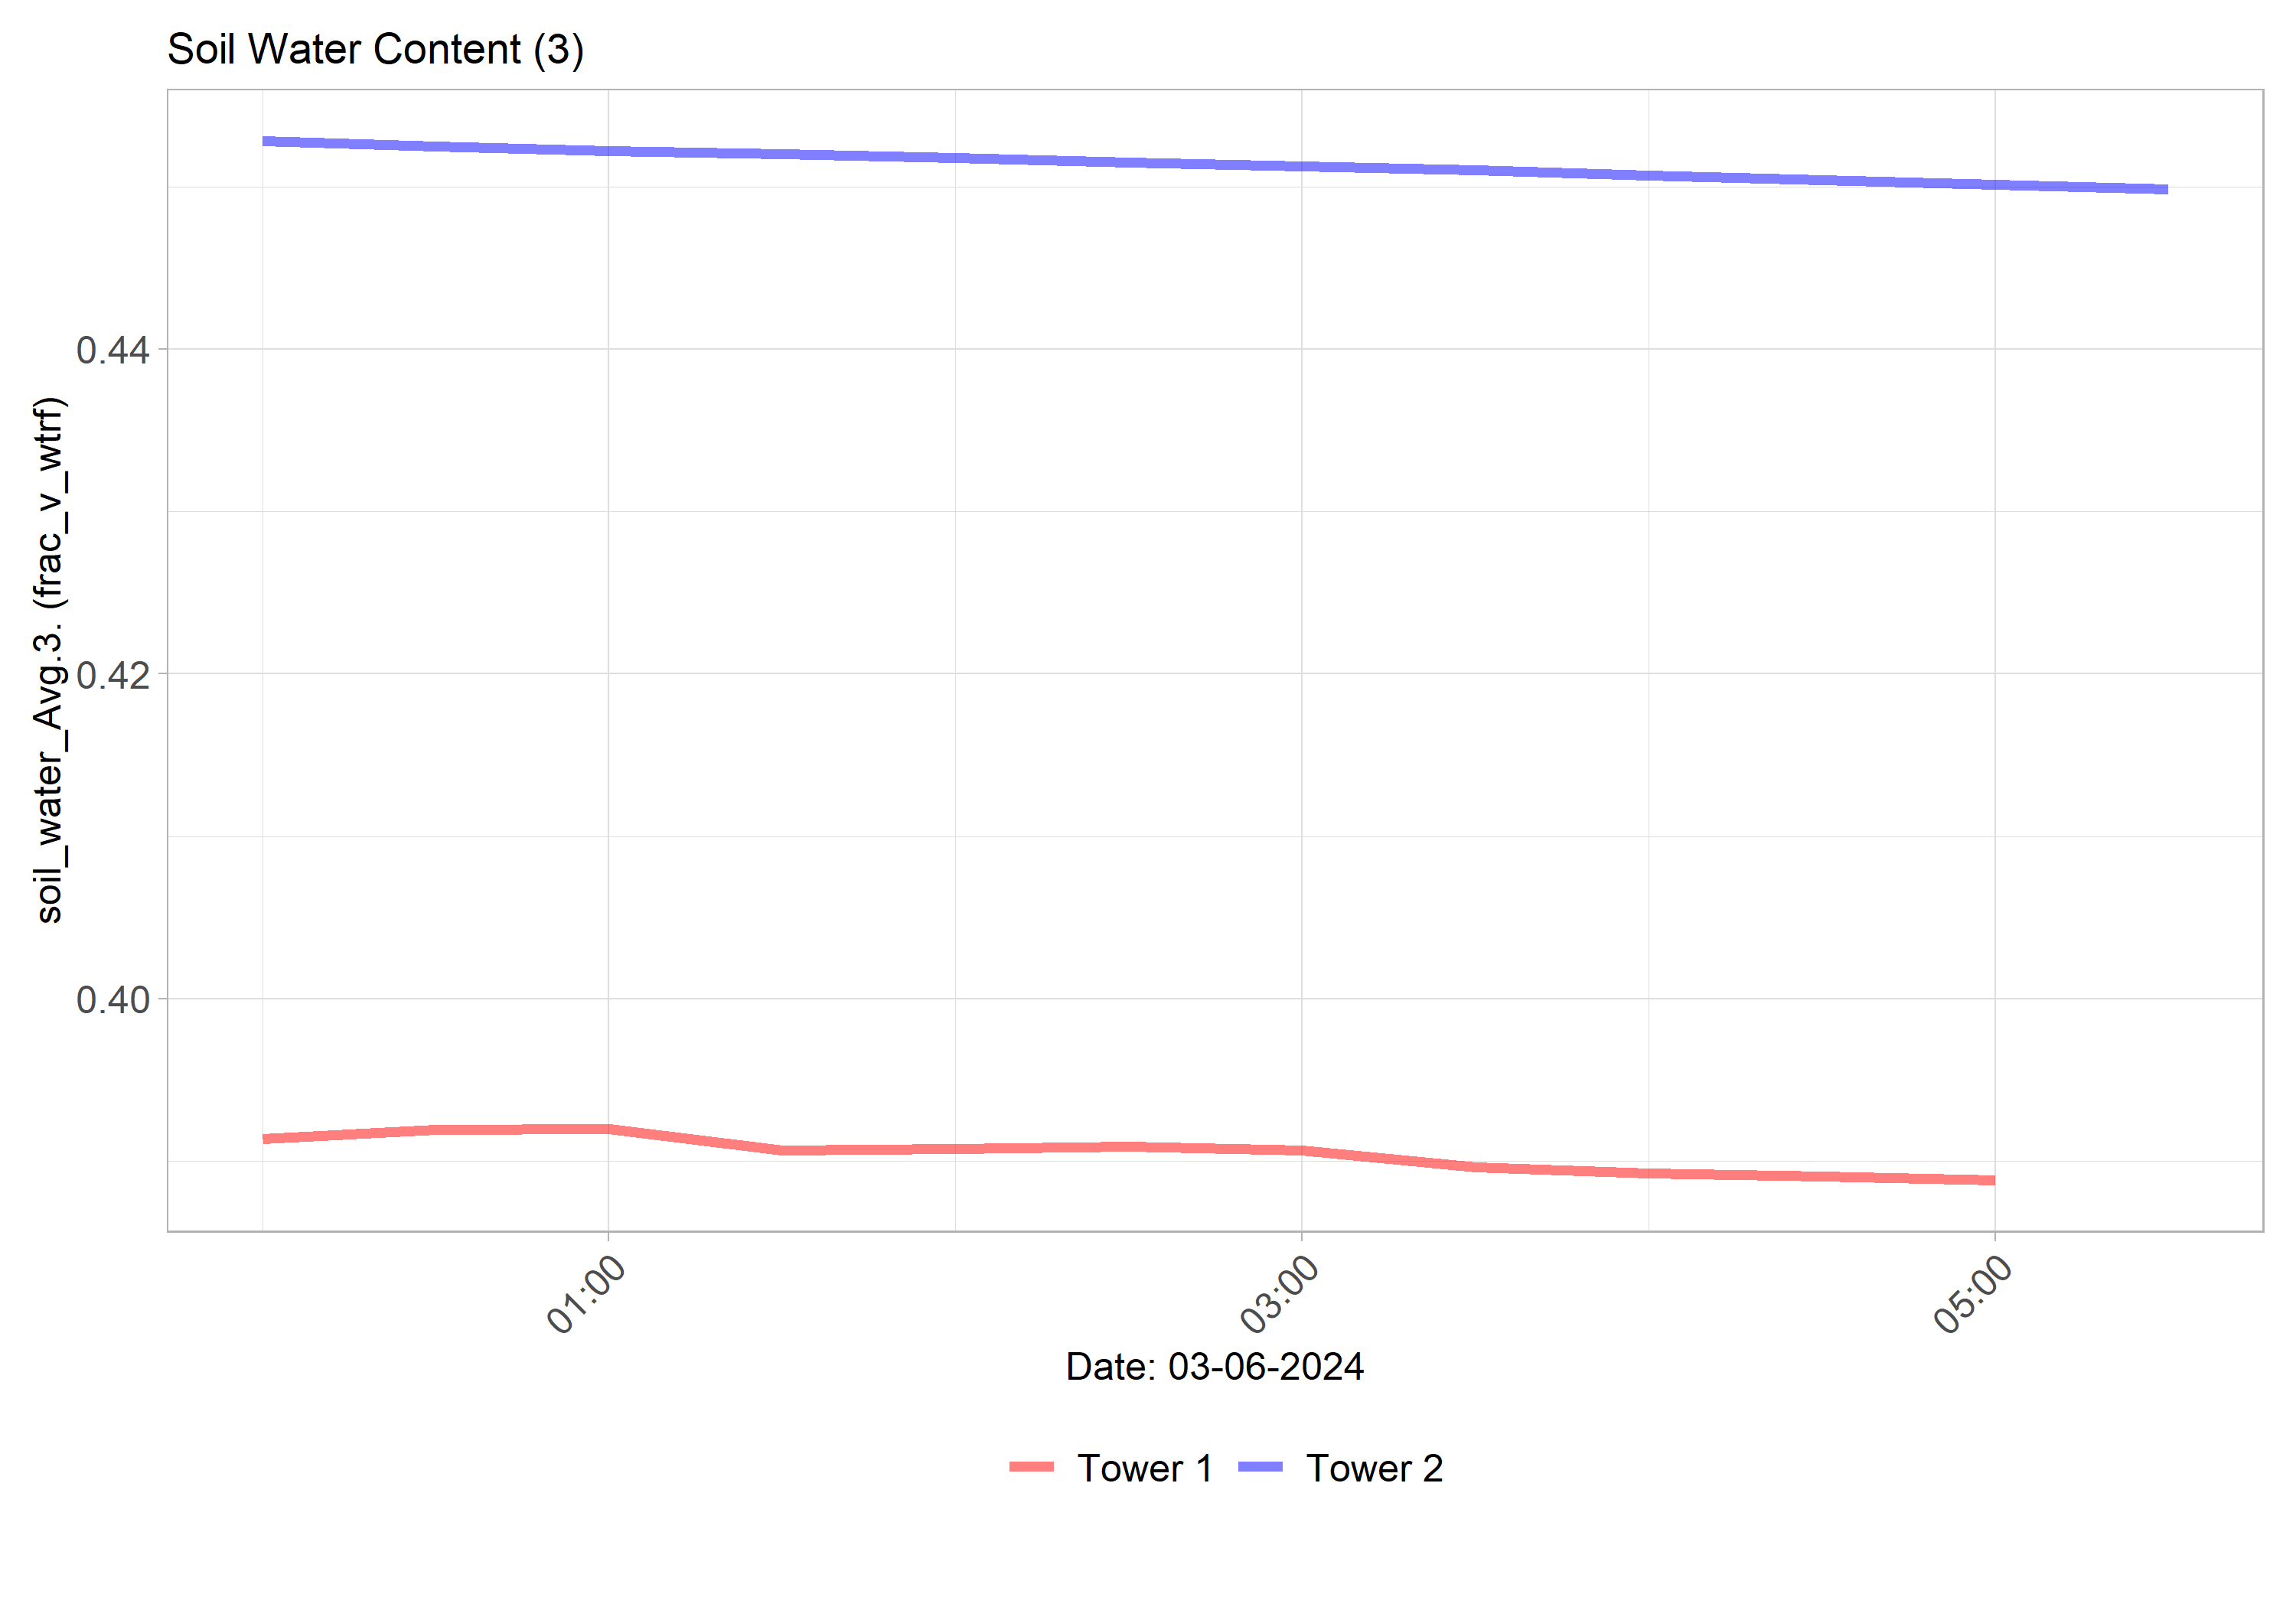 Soil Water Content (3)
soil_water_Avg.3. (frac_v_wtrf)
0.44
0.42
0.40
01:00
03:00
05:00
Date: 03-06-2024
Tower 1
Tower 2